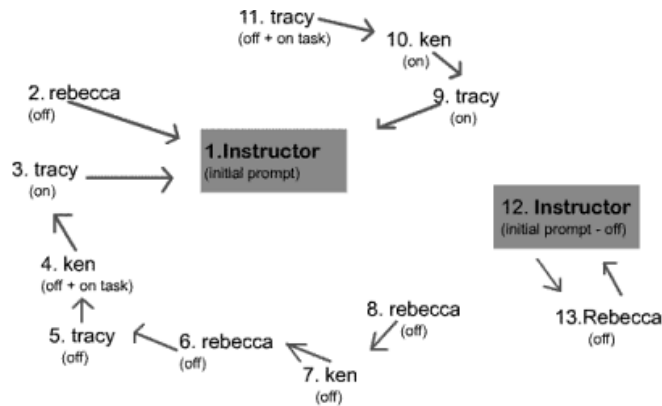 11. tracy
(off + on task)
10. ken
(on)
2. rebecca
(off)
9. tracy
(on)
1.Instructor
(initial prompt)
3. tracy
(on)
12. Instructor
(initial prompt - off)
4. ken
(off + on task)
8. rebecca
(off)
13.Rebecca
(off)
5. tracy
(off)
6. rebecca
(off)
7. ken
(off)